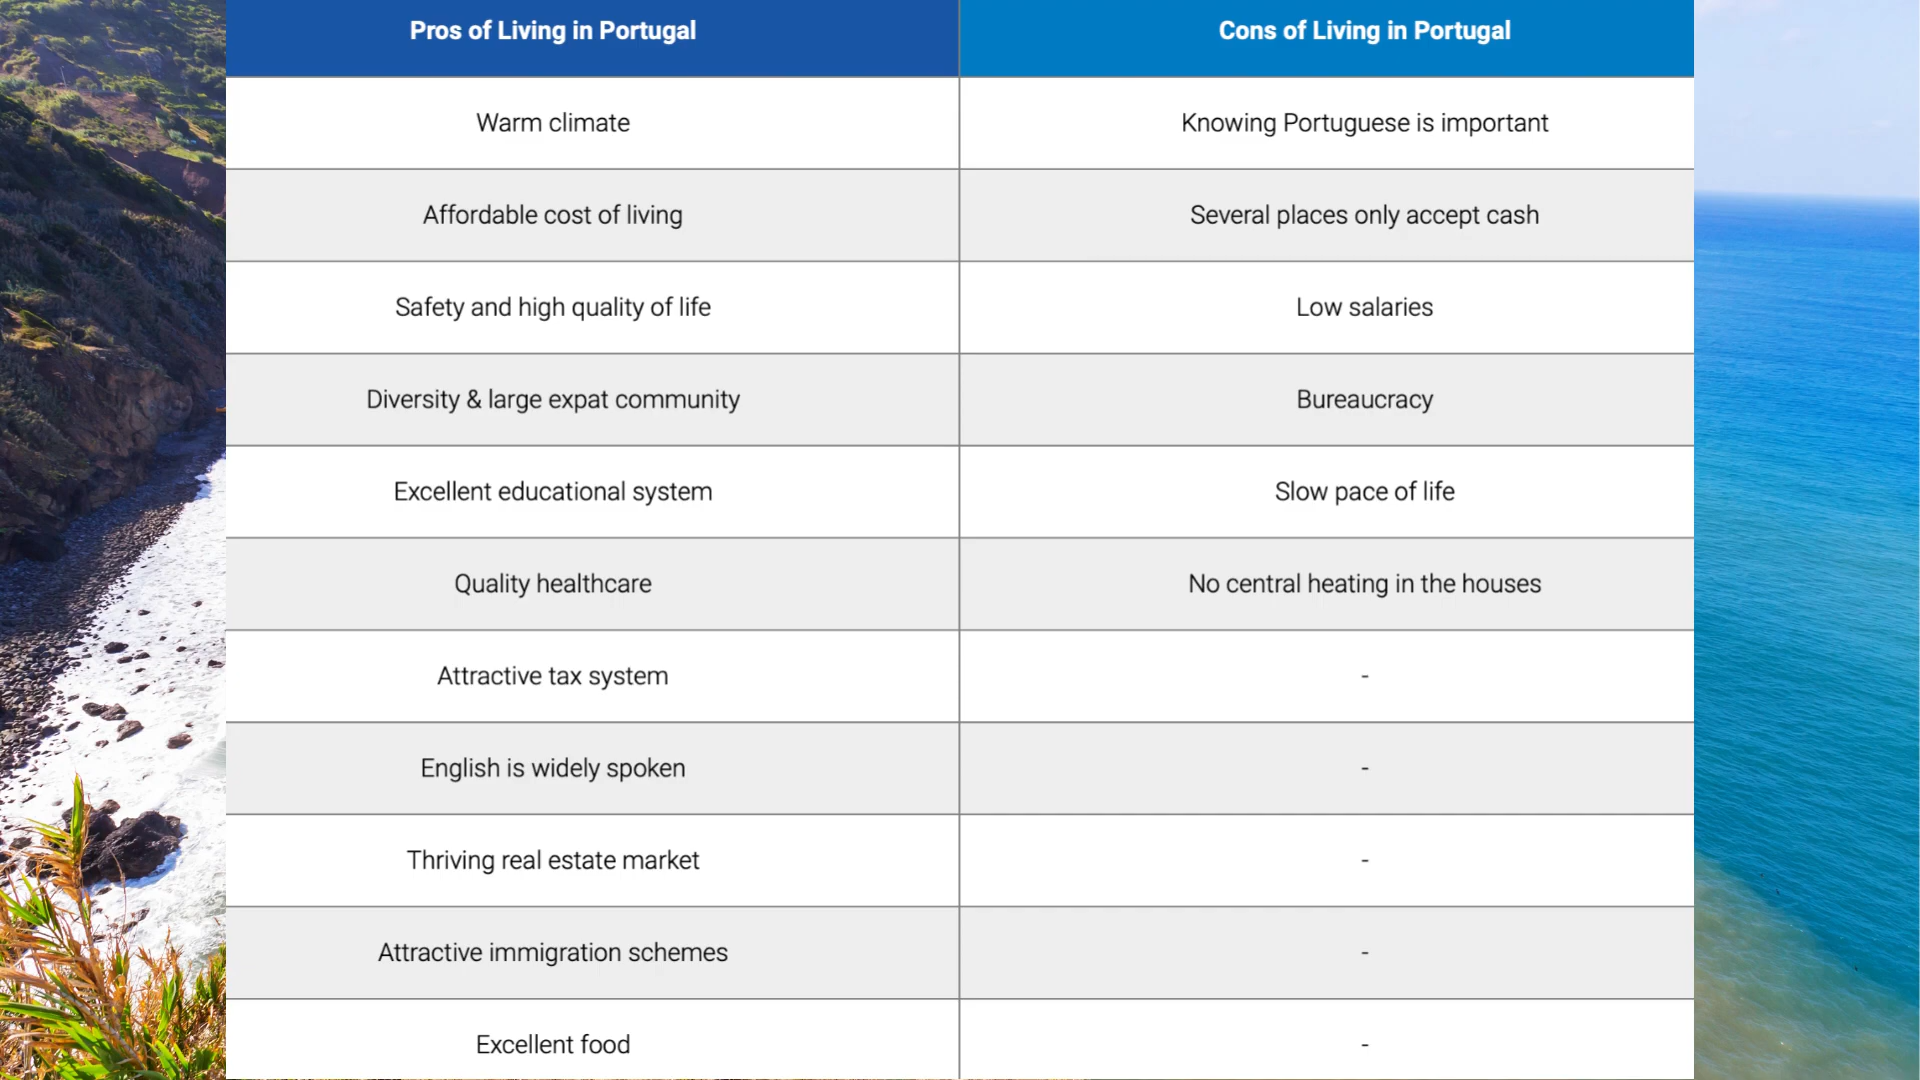 Pros of Living in Portugal
Cons of Living in Portugal
Warm climate
Knowing Portuguese is important
Affordable cost of living
Several places only accept cash
Safety and high quality of life
Low salaries
Diversity & large expat community
Bureaucracy
Excellent educational system
Slow pace of life
Quality healthcare
No central heating in the houses
Attractive tax system
-
English is widely spoken
-
Thriving real estate market
-
Attractive immigration schemes
-
Excellent food
-